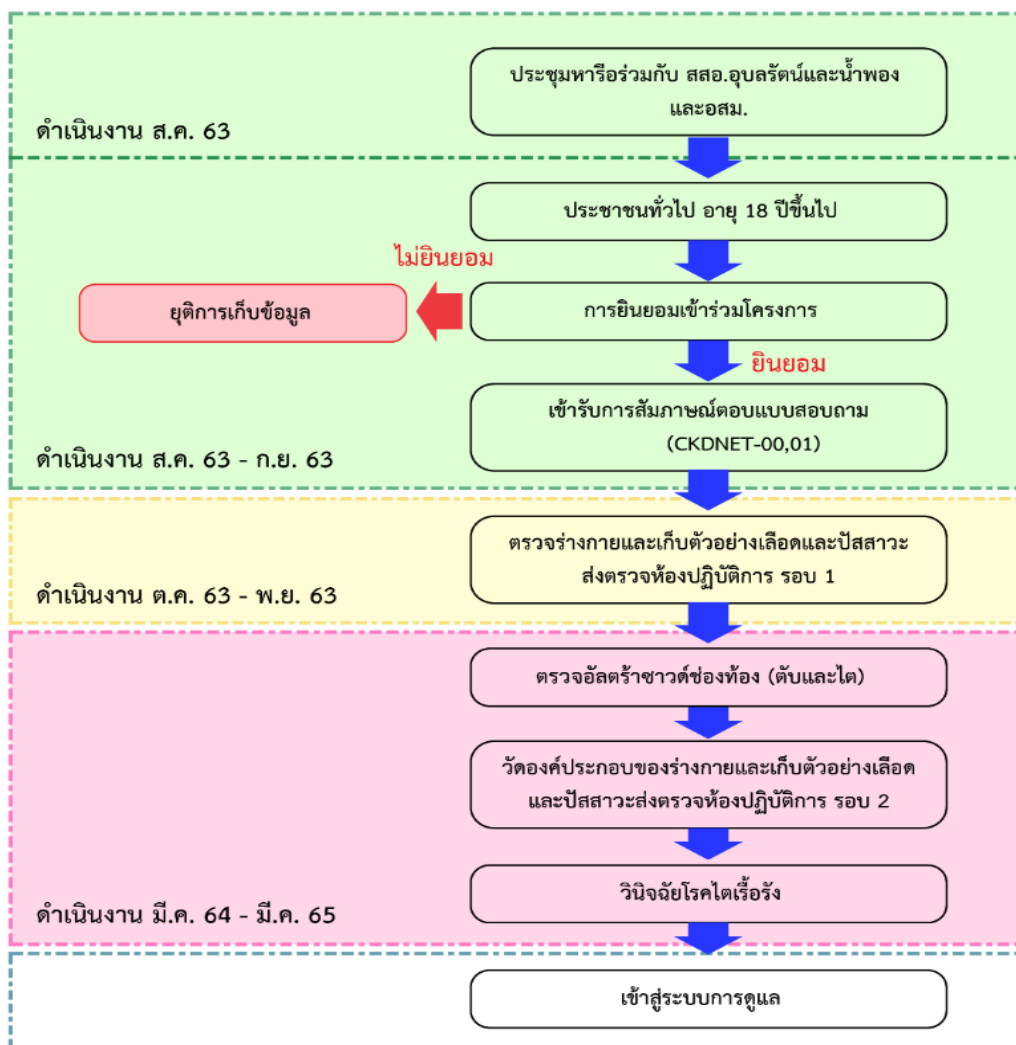 ประชุมหารือร่วมกับ สสอ.อุบลรัตน์และน้ำพอง
และอสม.
ดำเนินงาน ส.ค. 63
ประชาชนทั่วไป อายุ 18 ปีขึ้นไป
ไม่ยินยอม
ยุติการเก็บข้อมูล
การยินยอมเข้าร่วมโครงการ
ยินยอม
เข้ารับการสัมภาษณ์ตอบแบบสอบถาม
(CKDNET-00,01)
ดำเนินงาน ส.ค. 63 - ก.ย. 63
ตรวจร่างกายและเก็บตัวอย่างเลือดและปัสสาวะ
ส่งตรวจห้องปฏิบัติการ รอบ 1
ดำเนินงาน ต.ค. 63 - พ.ย. 63
ตรวจอัลตร้าซาวด์ช่องท้อง (ตับและไต)
วัดองค์ประกอบของร่างกายและเก็บตัวอย่างเลือด
และปัสสาวะส่งตรวจห้องปฏิบัติการ รอบ 2
วินิจฉัยโรคไตเรื้อรัง
ดำเนินงาน มี.ค. 64 - มี.ค. 65
เข้าสู่ระบบการดูแล